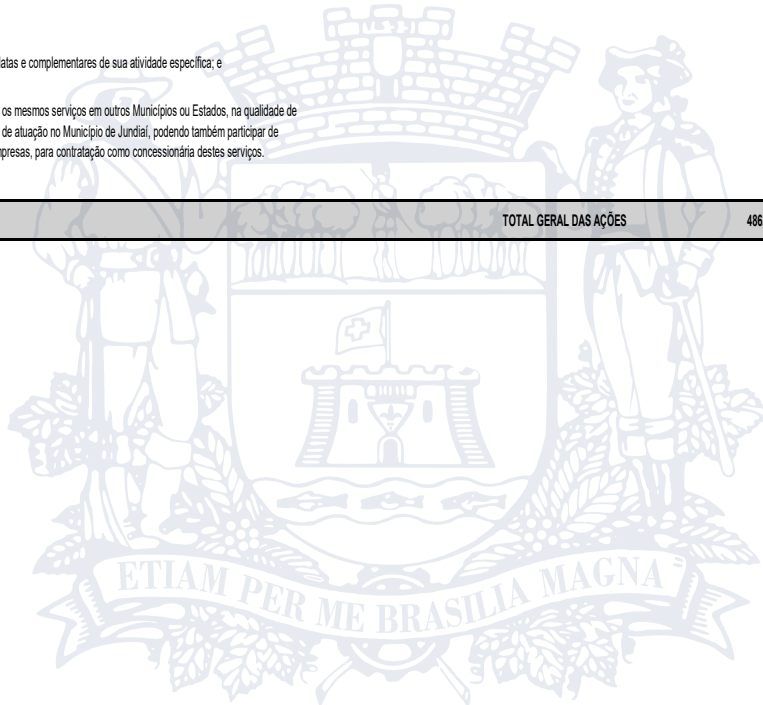 latas e complementares de sua atividade específica; e
os mesmos serviços em outros Municípios ou Estados, na qualidade de
de atuação no Município de Jundiaí, podendo também participar de
presas, para contratação como concessionária destes serviços.
TOTAL GERAL DAS AÇÕES 486
ETIAM PER ME BRASILIA MAGNA